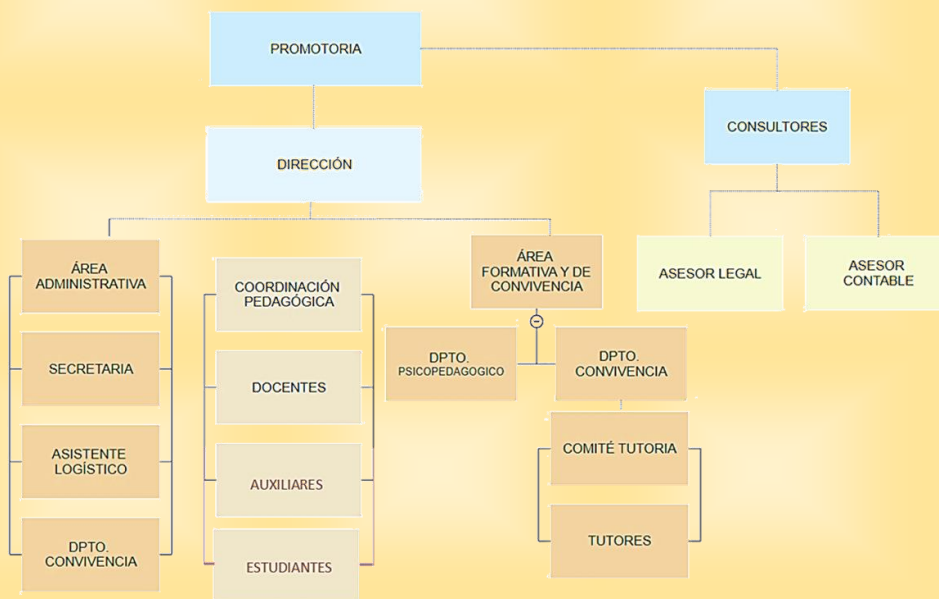 PROMOTORIA
CONSULTORES
DIRECCIÓN
ÁREA
ADMINISTRATIVA
SECRETARIA
ASISTENTE
LOGÍSTICO
DPTO.
CONVIVENCIA
COORDINACIÓN
PEDAGÓGICA
DOCENTES
AUXILIARES
ESTUDIANTES
ÁREA
FORMATIVA Y DE
CONVIVENCIA
DPTO.
PSICOPEDAGOGICO
DPTO.
CONVIVENCIA
COMITÉ TUTORIA
TUTORES
ASESOR LEGAL
ASESOR
CONTABLE